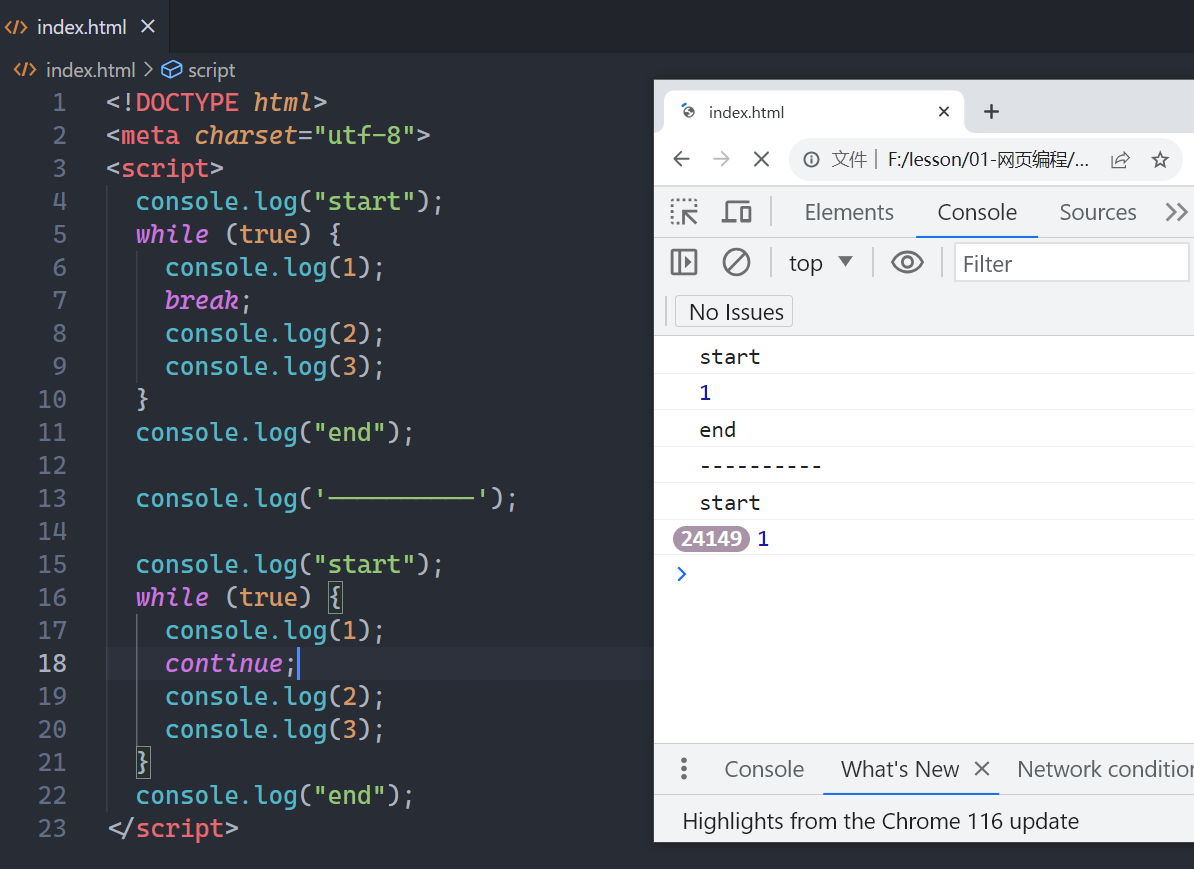 index.html
index.html > script
1 <!DOCTYPE html>
2 <meta charset="utf-8">
3 <script>
4 console.log("start");
5 while (true) {
6 console.log(1);
7 break;
8 console.log(2);
9 console.log(3);
10 }
11 console.log("end");
12
13 console.log('----------');
14
15 console.log("start");
16 while (true) {
17 console.log(1);
18 continue;
19 console.log(2);
20 console.log(3);
21 }
22 console.log("end");
23 </script>
index.html
文件 F:/lesson/01-网页编程/...
Elements Console Sources
top Filter
No Issues
start
1
end
----------
start
24149 1
Console What's New Network condition
Highlights from the Chrome 116 update